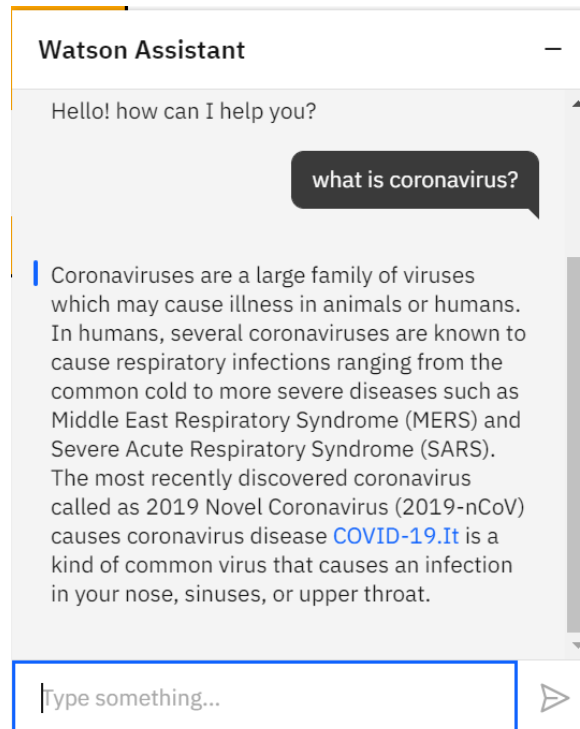 Watson Assistant
Hello! how can I help you?
what is coronavirus?
Coronaviruses are a large family of viruses
which may cause illness in animals or humans.
In humans, several coronaviruses are known to
cause respiratory infections ranging from the
common cold to more severe diseases such as
Middle East Respiratory Syndrome (MERS) and
Severe Acute Respiratory Syndrome (SARS).
The most recently discovered coronavirus
called as 2019 Novel Coronavirus (2019-nCoV)
causes coronavirus disease COVID-19.It is a
kind of common virus that causes an infection
in your nose, sinuses, or upper throat.
Type something...